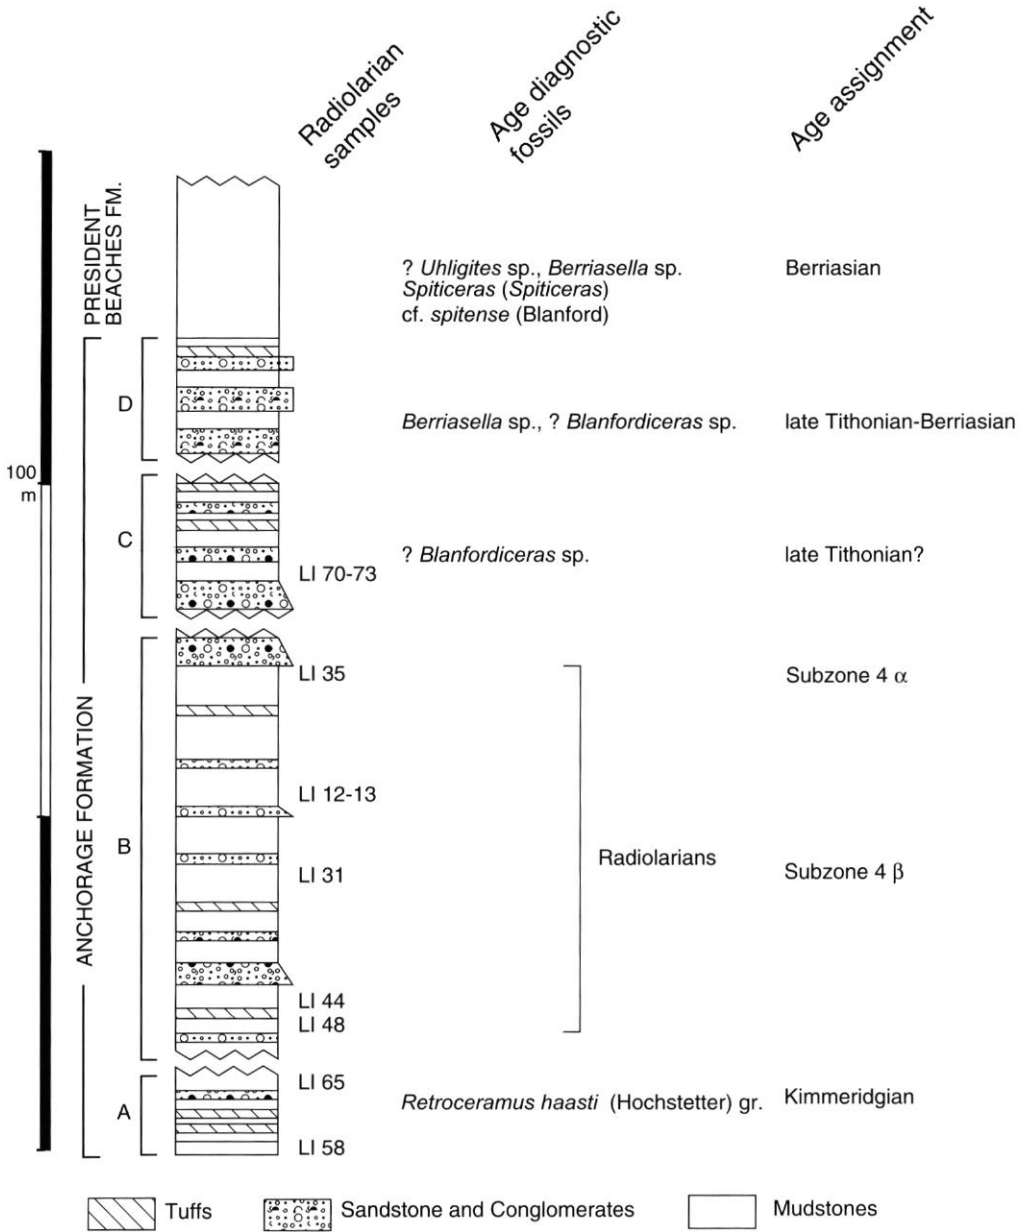 Radiolarian
samples
Age diagnostic
fossils
Age assignment
PRESIDENT
BEACHES FM.
? Uhligites sp., Berriasella sp.
Spiticeras (Spiticeras)
cf. spitense (Blanford)
Berriasian
D
Berriasella sp., ? Blanfordiceras sp.
late Tithonian-Berriasian
100
m
C
? Blanfordiceras sp.
late Tithonian?
LI 70-73
LI 35
Subzone 4 α
ANCHORAGE FORMATION
LI 12-13
B
Radiolarians
LI 31
Subzone 4 β
LI 44
LI 48
LI 65
A
Retroceramus haasti (Hochstetter) gr.
Kimmeridgian
LI 58
Tuffs
Sandstone and Conglomerates
Mudstones